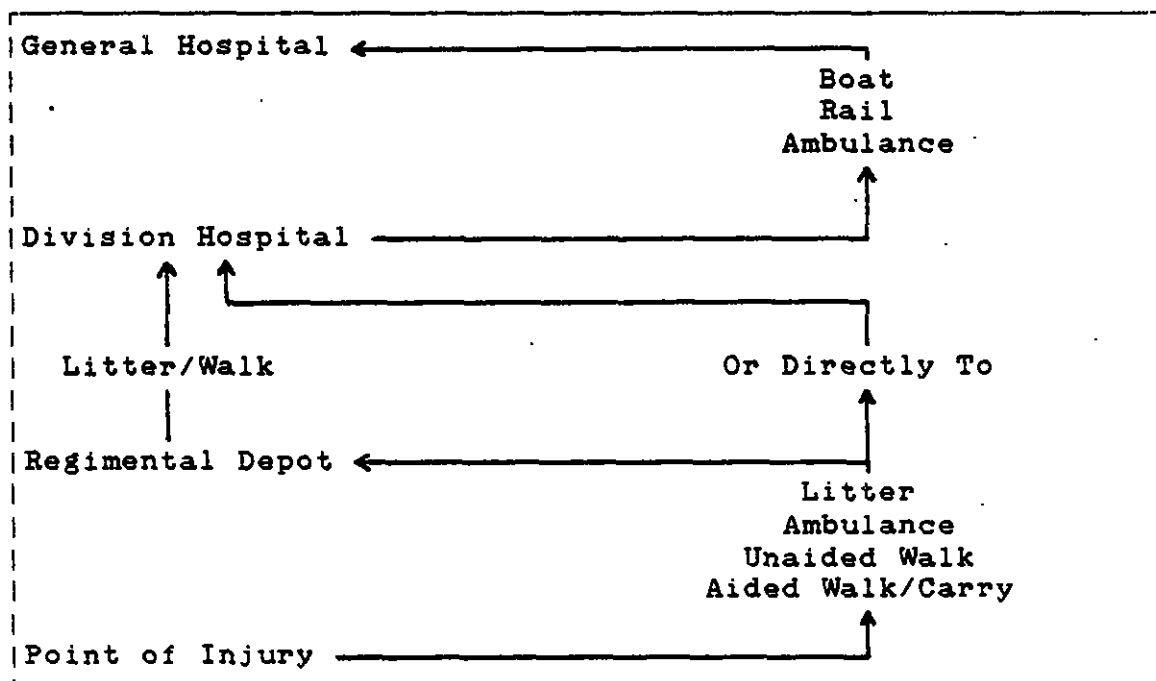 General Hospital
Boat
Rail
Ambulance
Division Hospital
Litter/Walk
Or Directly To
Regimental Depot
Litter
Ambulance
Unaided Walk
Aided Walk/Carry
Point of Injury